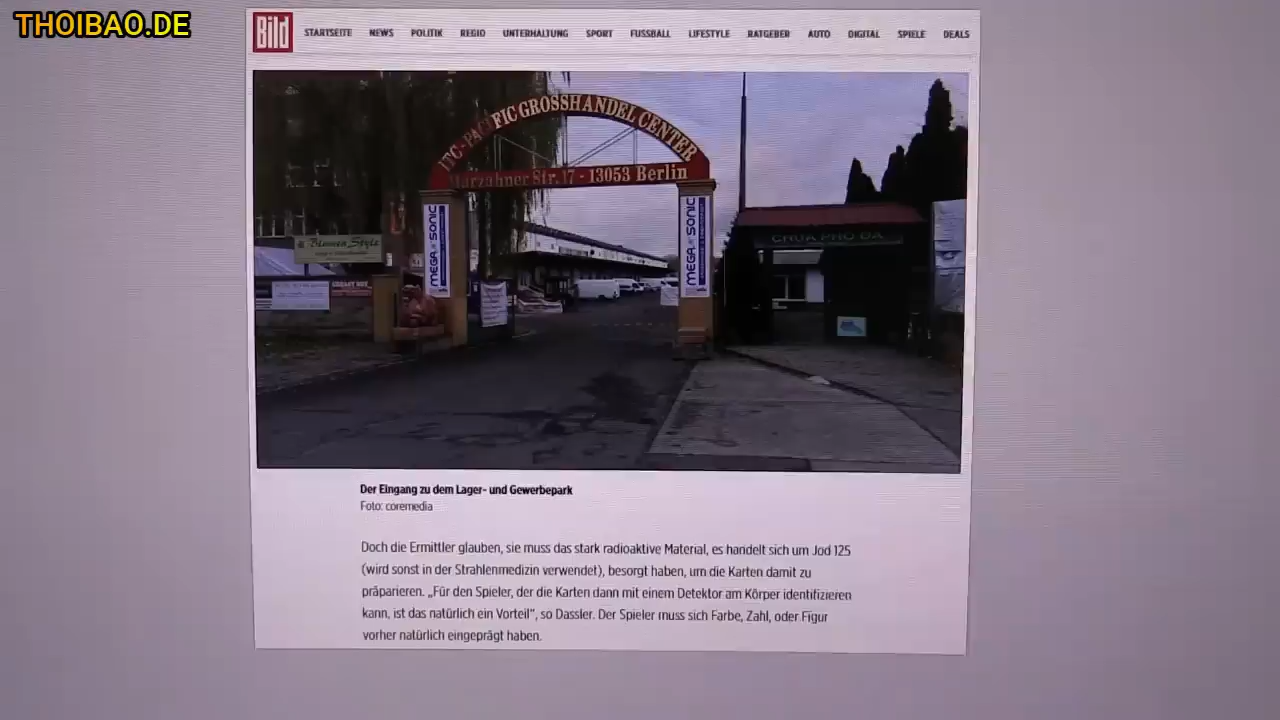 THOIBAO.DE
Bild
STARTSEITE NEWS POLITIK REGIO UNTERHALTUNG SPORT FUSSBALL LIFESTYLE RATGEBER AUTO DIGITAL SPIELE DEALS
FIC GROSSHANDEL CENTER
Marzahner Str. 17 - 13053 Berlin
MEGA SONIC
MEGA SONIC
Blumen Style
CHUA PHO DA
Der Eingang zu dem Lager- und Gewerbepark
Foto: coremedia
Doch die Ermittler glauben, sie muss das stark radioaktive Material, es handelt sich um Jod 125
(wird sonst in der Strahlenmedizin verwendet), besorgt haben, um die Karten damit zu
präparieren. „Für den Spieler, der die Karten dann mit einem Detektor am Körper identifizieren
kann, ist das natürlich ein Vorteil“, so Dassler. Der Spieler muss sich Farbe, Zahl, oder Figur
vorher natürlich eingeprägt haben.